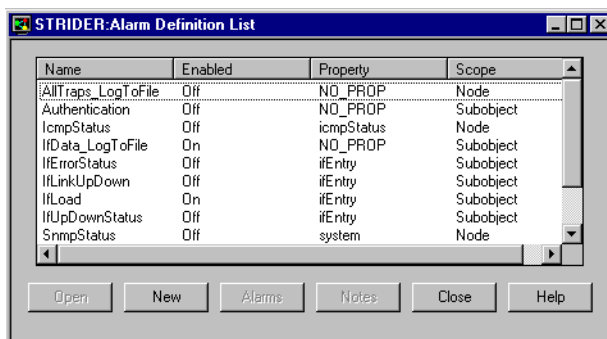 STRIDER:Alarm Definition List
Name Enabled Property Scope
AllTraps_LogToFile Off NO_PROP Node
Authentication Off NO_PROP Subobject
IcmpStatus Off icmpStatus Node
IfData_LogToFile On NO_PROP Subobject
IfErrorStatus Off ifEntry Subobject
IfLinkUpDown Off ifEntry Subobject
IfLoad On ifEntry Subobject
IfUpDownStatus Off ifEntry Subobject
SnmpStatus Off system Node
Open New Alarms Notes Close Help